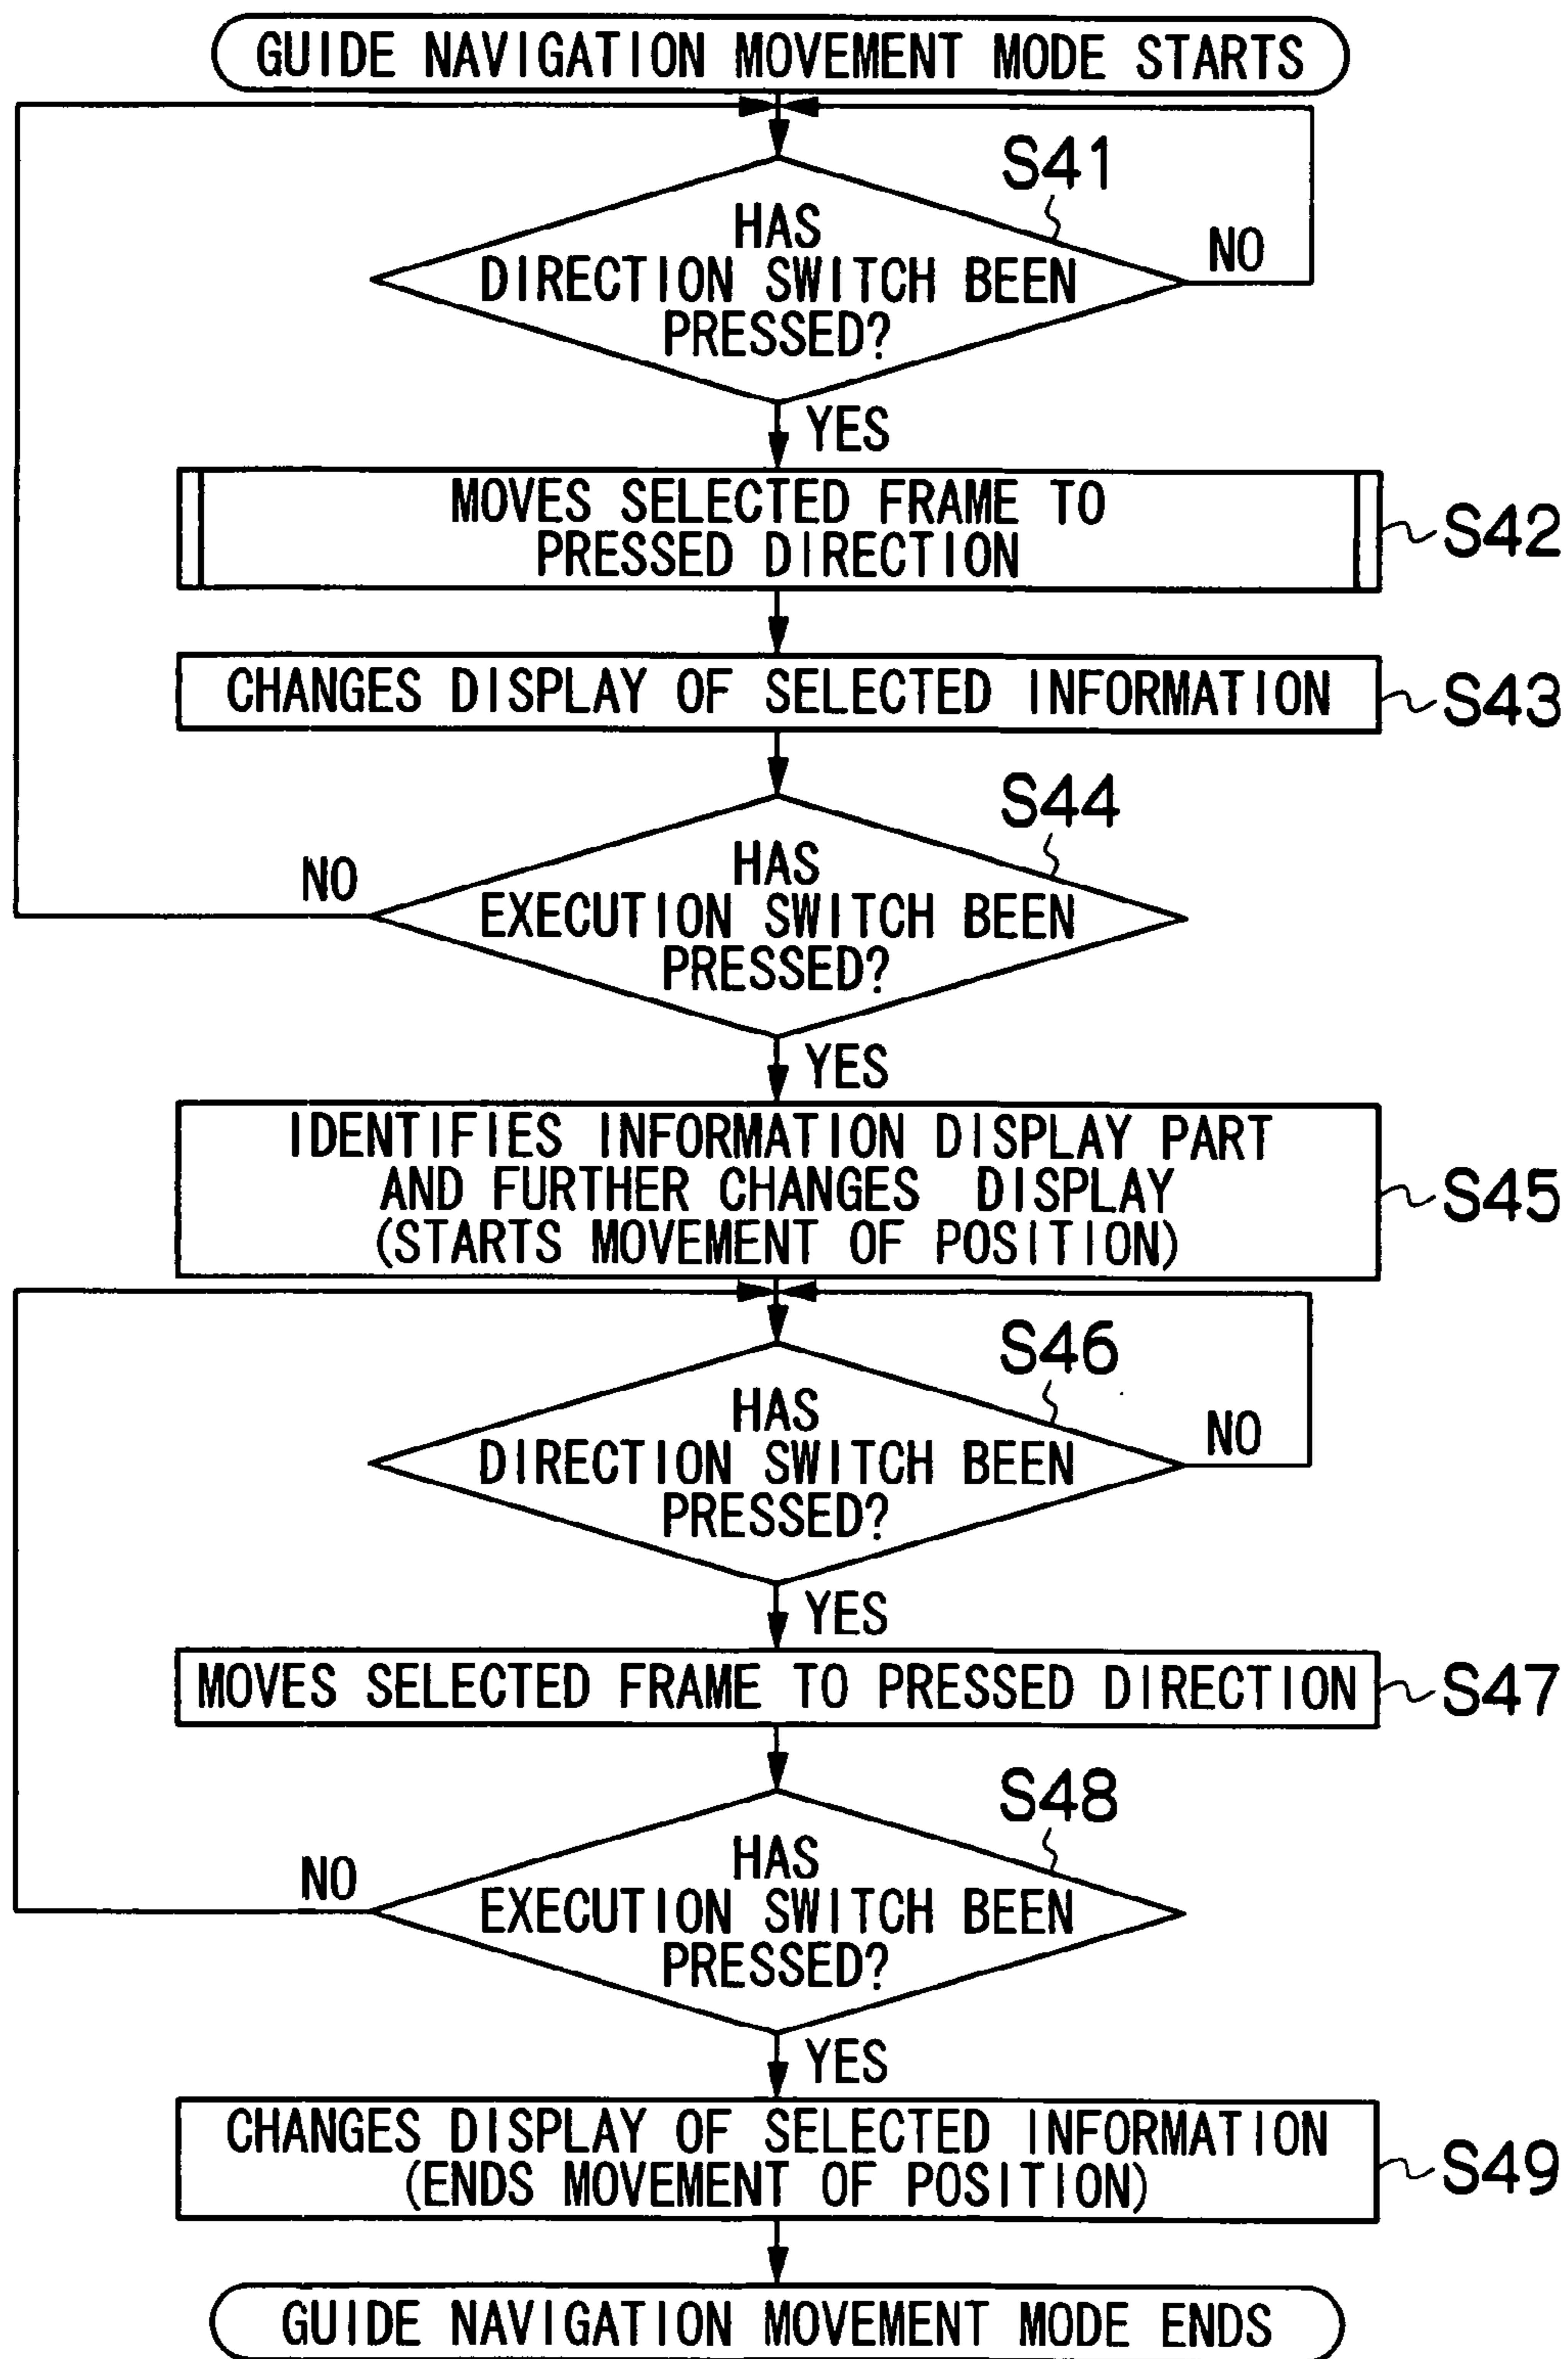 GUIDE NAVIGATION MOVEMENT MODE STARTS
S41
HAS
DIRECTION SWITCH BEEN
PRESSED?
NO
YES
MOVES SELECTED FRAME TO
PRESSED DIRECTION
S42
CHANGES DISPLAY OF SELECTED INFORMATION
S43
S44
HAS
EXECUTION SWITCH BEEN
PRESSED?
NO
YES
IDENTIFIES INFORMATION DISPLAY PART
AND FURTHER CHANGES DISPLAY
(STARTS MOVEMENT OF POSITION)
S45
S46
HAS
DIRECTION SWITCH BEEN
PRESSED?
NO
YES
MOVES SELECTED FRAME TO PRESSED DIRECTION
S47
S48
HAS
EXECUTION SWITCH BEEN
PRESSED?
NO
YES
CHANGES DISPLAY OF SELECTED INFORMATION
(ENDS MOVEMENT OF POSITION)
S49
GUIDE NAVIGATION MOVEMENT MODE ENDS